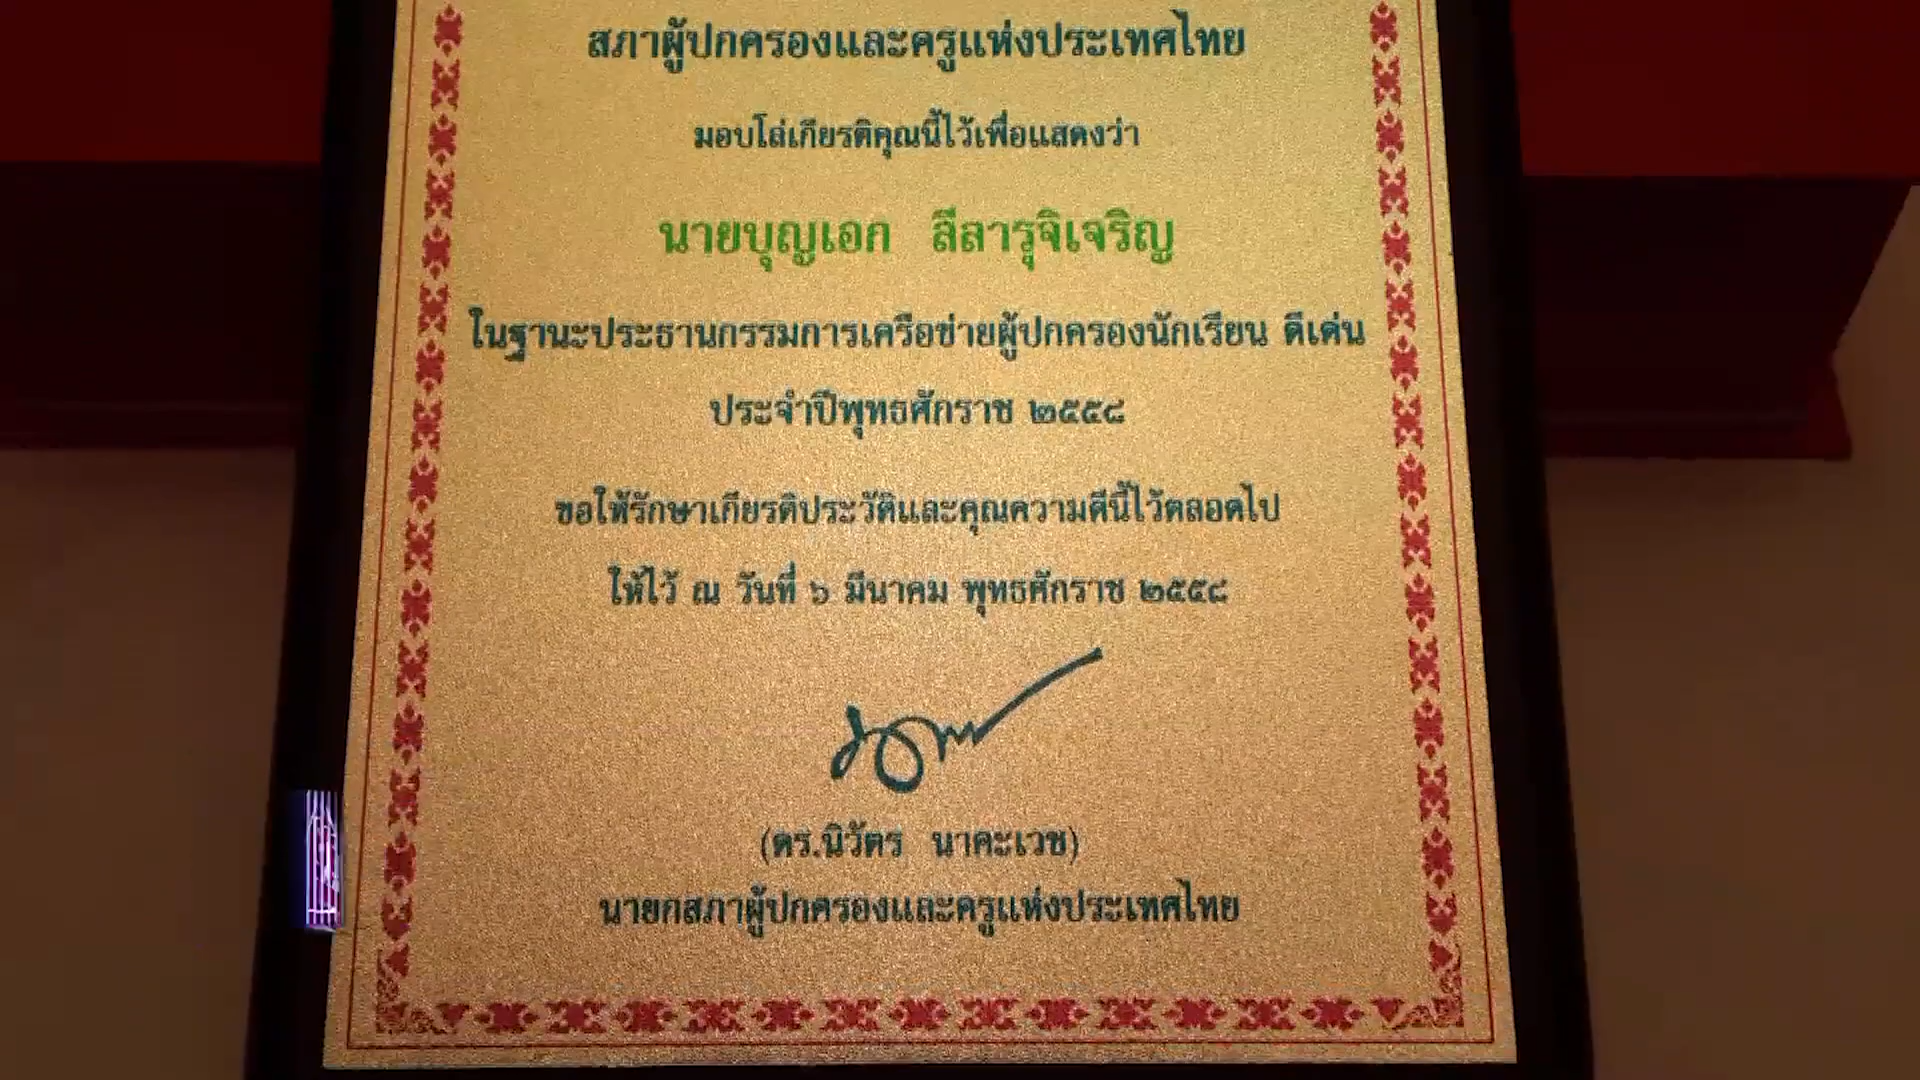 สภาผู้ปกครองและครูแห่งประเทศไทย
มอบโล่เกียรติคุณนี้ไว้เพื่อแสดงว่า
นายบุญเอก ลีลารุจิเจริญ
ในฐานะประธานกรรมการเครือข่ายผู้ปกครองนักเรียน ดีเด่น
ประจำปีพุทธศักราช ๒๕๕๘
ขอให้รักษาเกียรติประวัติและคุณความดีนี้ไว้ตลอดไป
ให้ไว้ ณ วันที่ ๖ มีนาคม พุทธศักราช ๒๕๕๘
(ดร.นิวัตร นาคะเวช)
นายกสภาผู้ปกครองและครูแห่งประเทศไทย